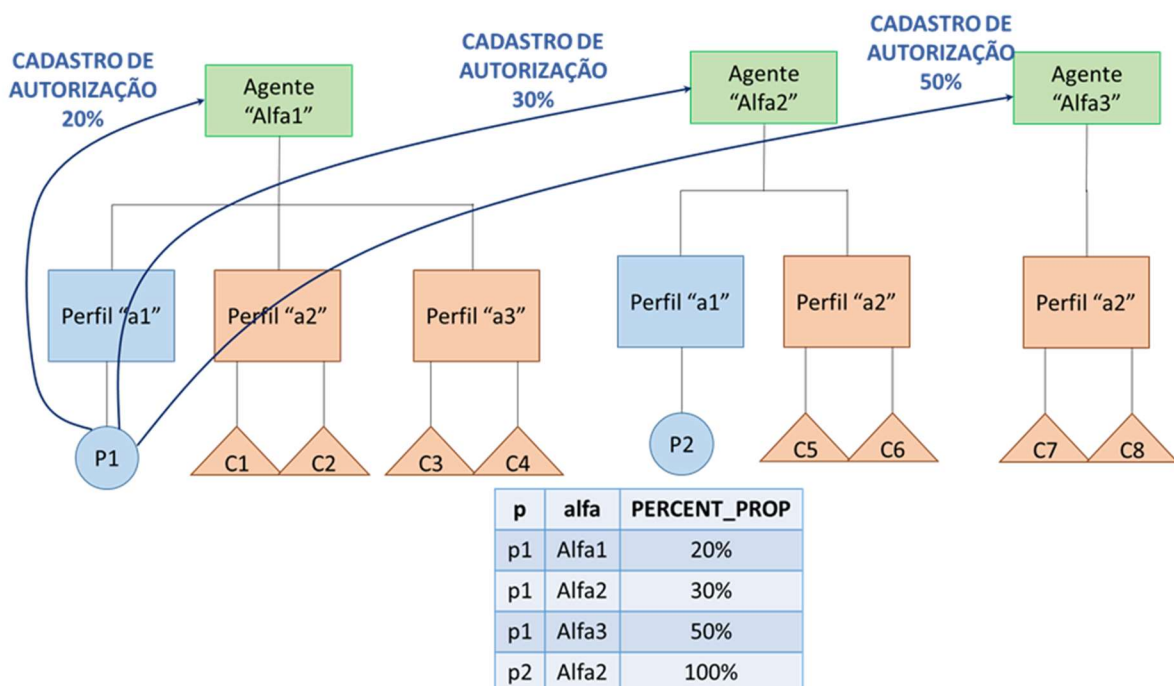 CADASTRO DE
AUTORIZAÇÃO
20%
Agente
“Alfa1”
CADASTRO DE
AUTORIZAÇÃO
30%
Agente
“Alfa2”
CADASTRO DE
AUTORIZAÇÃO
50%
Agente
“Alfa3”
Perfil “a1”
Perfil “a2”
Perfil “a3”
Perfil “a1”
Perfil “a2”
Perfil “a2”
P1
C1
C2
C3
C4
P2
C5
C6
C7
C8
p alfa PERCENT_PROP
p1 Alfa1 20%
p1 Alfa2 30%
p1 Alfa3 50%
p2 Alfa2 100%